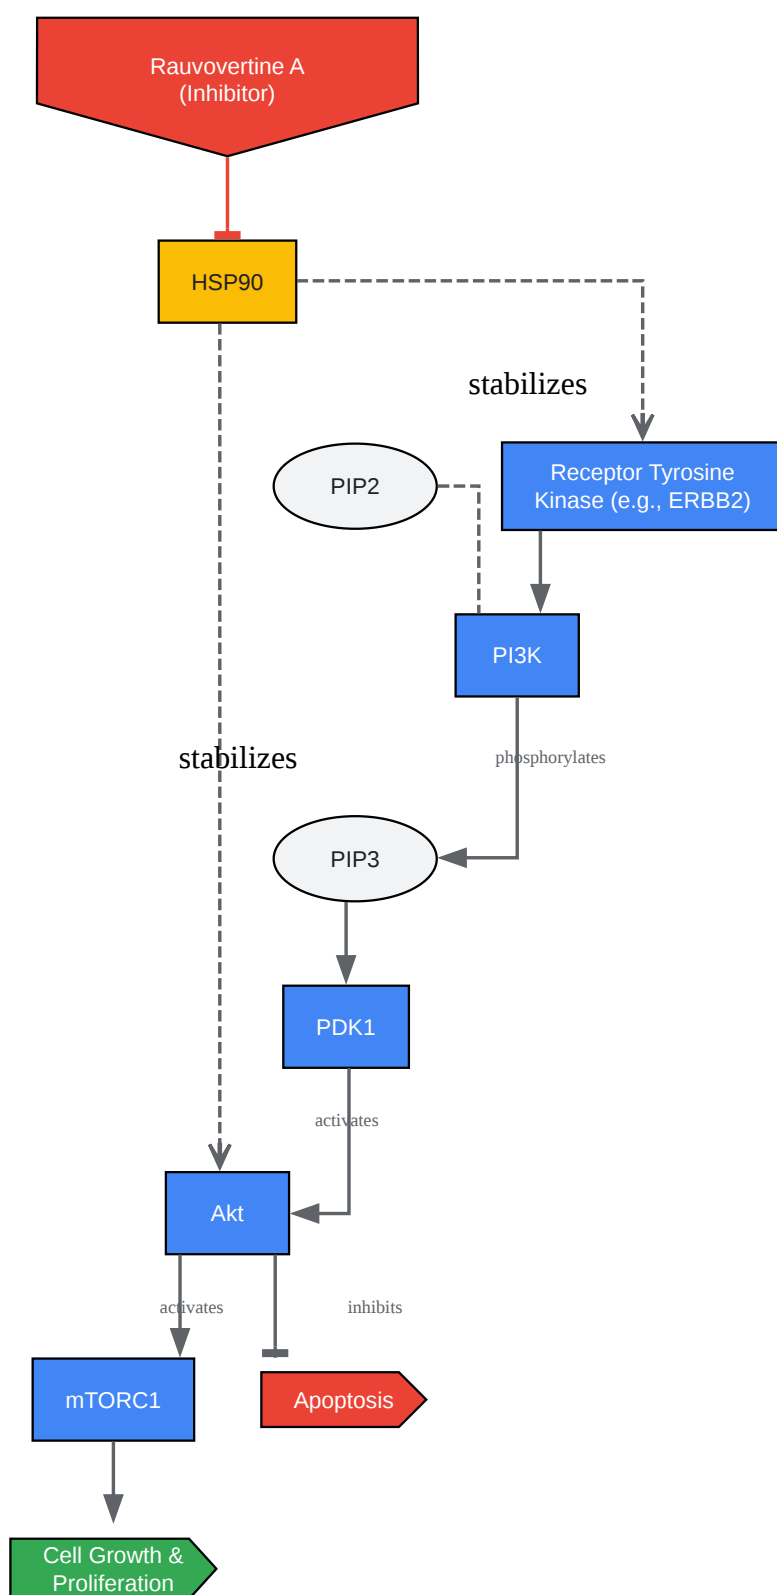 Rauvovertine A
(Inhibitor)
HSP90
stabilizes
PIP2
Receptor Tyrosine
Kinase (e.g., ERBB2)
PI3K
stabilizes
phosphorylates
PIP3
PDK1
activates
Akt
activates
inhibits
mTORC1
Apoptosis
Cell Growth &
Proliferation